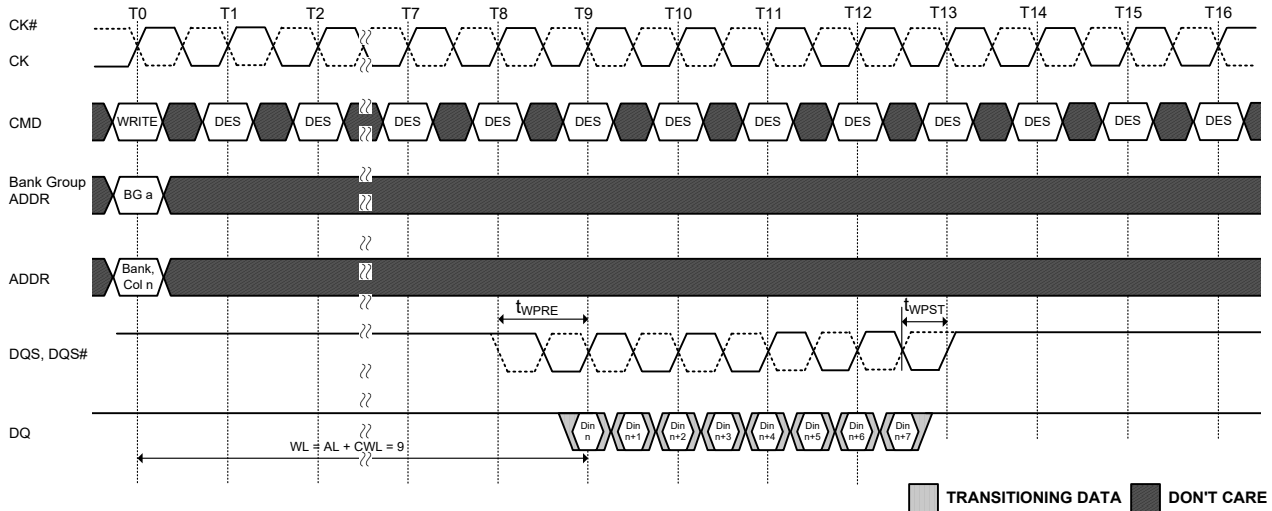 T0 T1 T2 T7 T8 T9 T10 T11 T12 T13 T14 T15 T16
CK#
CK
CMD
WRITE DES DES DES DES DES DES DES DES DES DES DES DES
Bank Group
ADDR
BG a
ADDR
Bank,
Col n
tWPRE
tWPST
DQS, DQS#
DQ
Din n
Din n+1
Din n+2
Din n+3
Din n+4
Din n+5
Din n+6
Din n+7
WL = AL + CWL = 9
TRANSITIONING DATA
DON'T CARE